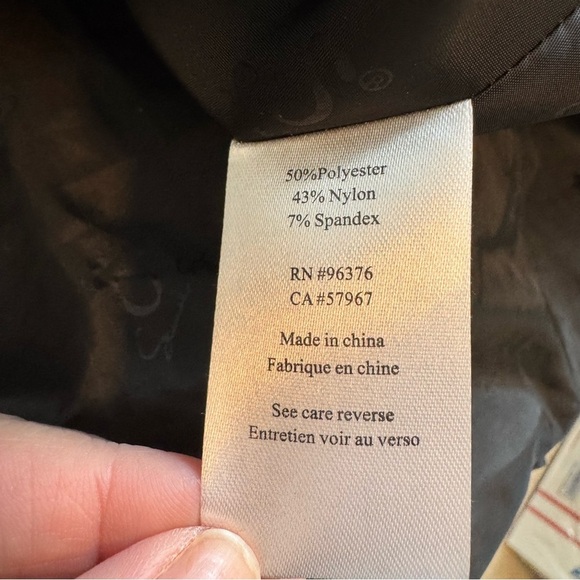 50%Polyester
43% Nylon
7% Spandex
RN #96376
CA #57967
Made in china
Fabrique en chine
See care reverse
Entretien voir au verso